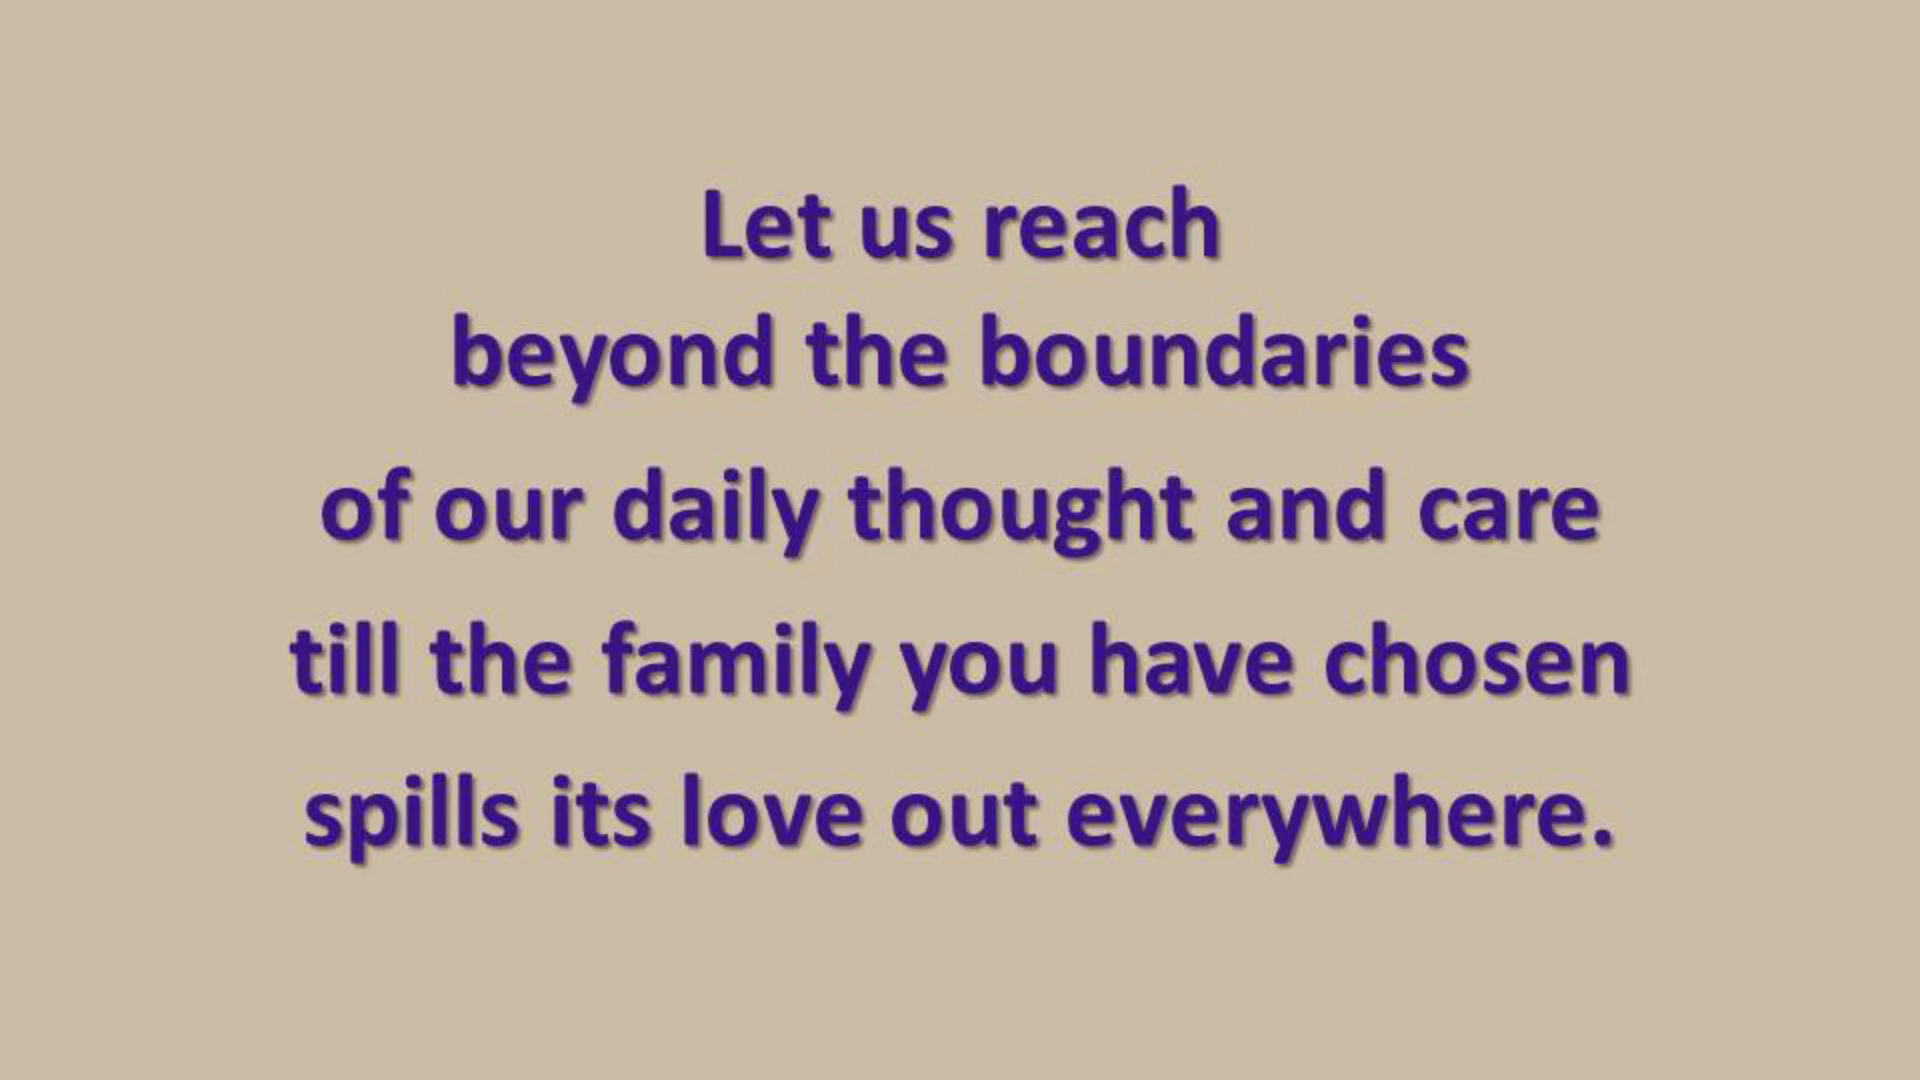 Let us reach
beyond the boundaries
of our daily thought and care
till the family you have chosen
spills its love out everywhere.